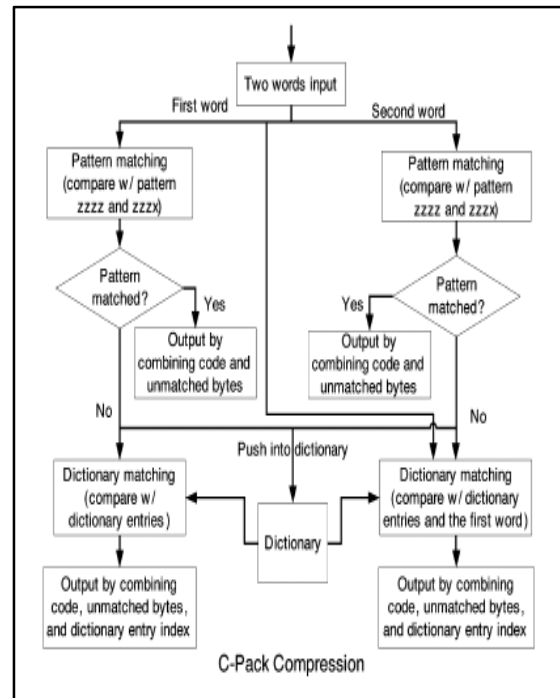 Two words input
First word
Second word
Pattern matching
(compare w/ pattern
zzzz and zzzx)
Pattern matching
(compare w/ pattern
zzzz and zzzx)
Pattern
matched?
Yes
Output by
combining code and
unmatched bytes
Pattern
matched?
Yes
Output by
combining code and
unmatched bytes
No
No
Push into dictionary
Dictionary matching
(compare w/
dictionary entries)
Dictionary
Dictionary matching
(compare w/ dictionary
entries and the first word)
Output by combining
code, unmatched bytes,
and dictionary entry index
Output by combining
code, unmatched bytes,
and dictionary entry index
C-Pack Compression